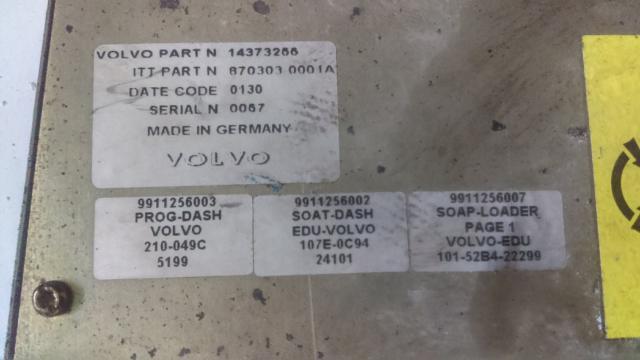 VOLVO PART N 14373266
ITT PART N 870303 0001A
DATE CODE 0130
SERIAL N 0067
MADE IN GERMANY
VOLVO
9911256003
PROG-DASH
VOLVO
210-049C
5199
9911256002
SOAT-DASH
EDU-VOLVO
107E-0C94
24101
9911256007
SOAP-LOADER
PAGE 1
VOLVO-EDU
101-52B4-22299